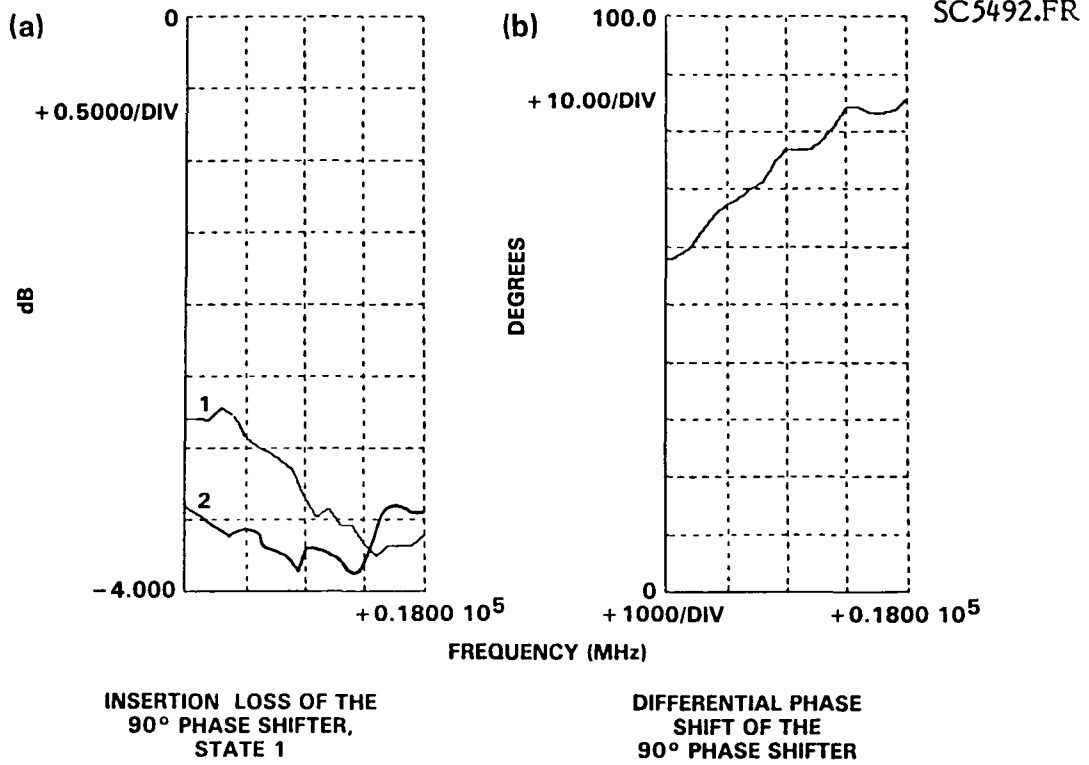 SC5492.FR
(a)
0
+0.5000/DIV
dB
1
2
-4.000
+0.1800 10⁵
(b)
100.0
+10.00/DIV
DEGREES
0
+1000/DIV
+0.1800 10⁵
FREQUENCY (MHz)
INSERTION LOSS OF THE
90° PHASE SHIFTER,
STATE 1
DIFFERENTIAL PHASE
SHIFT OF THE
90° PHASE SHIFTER